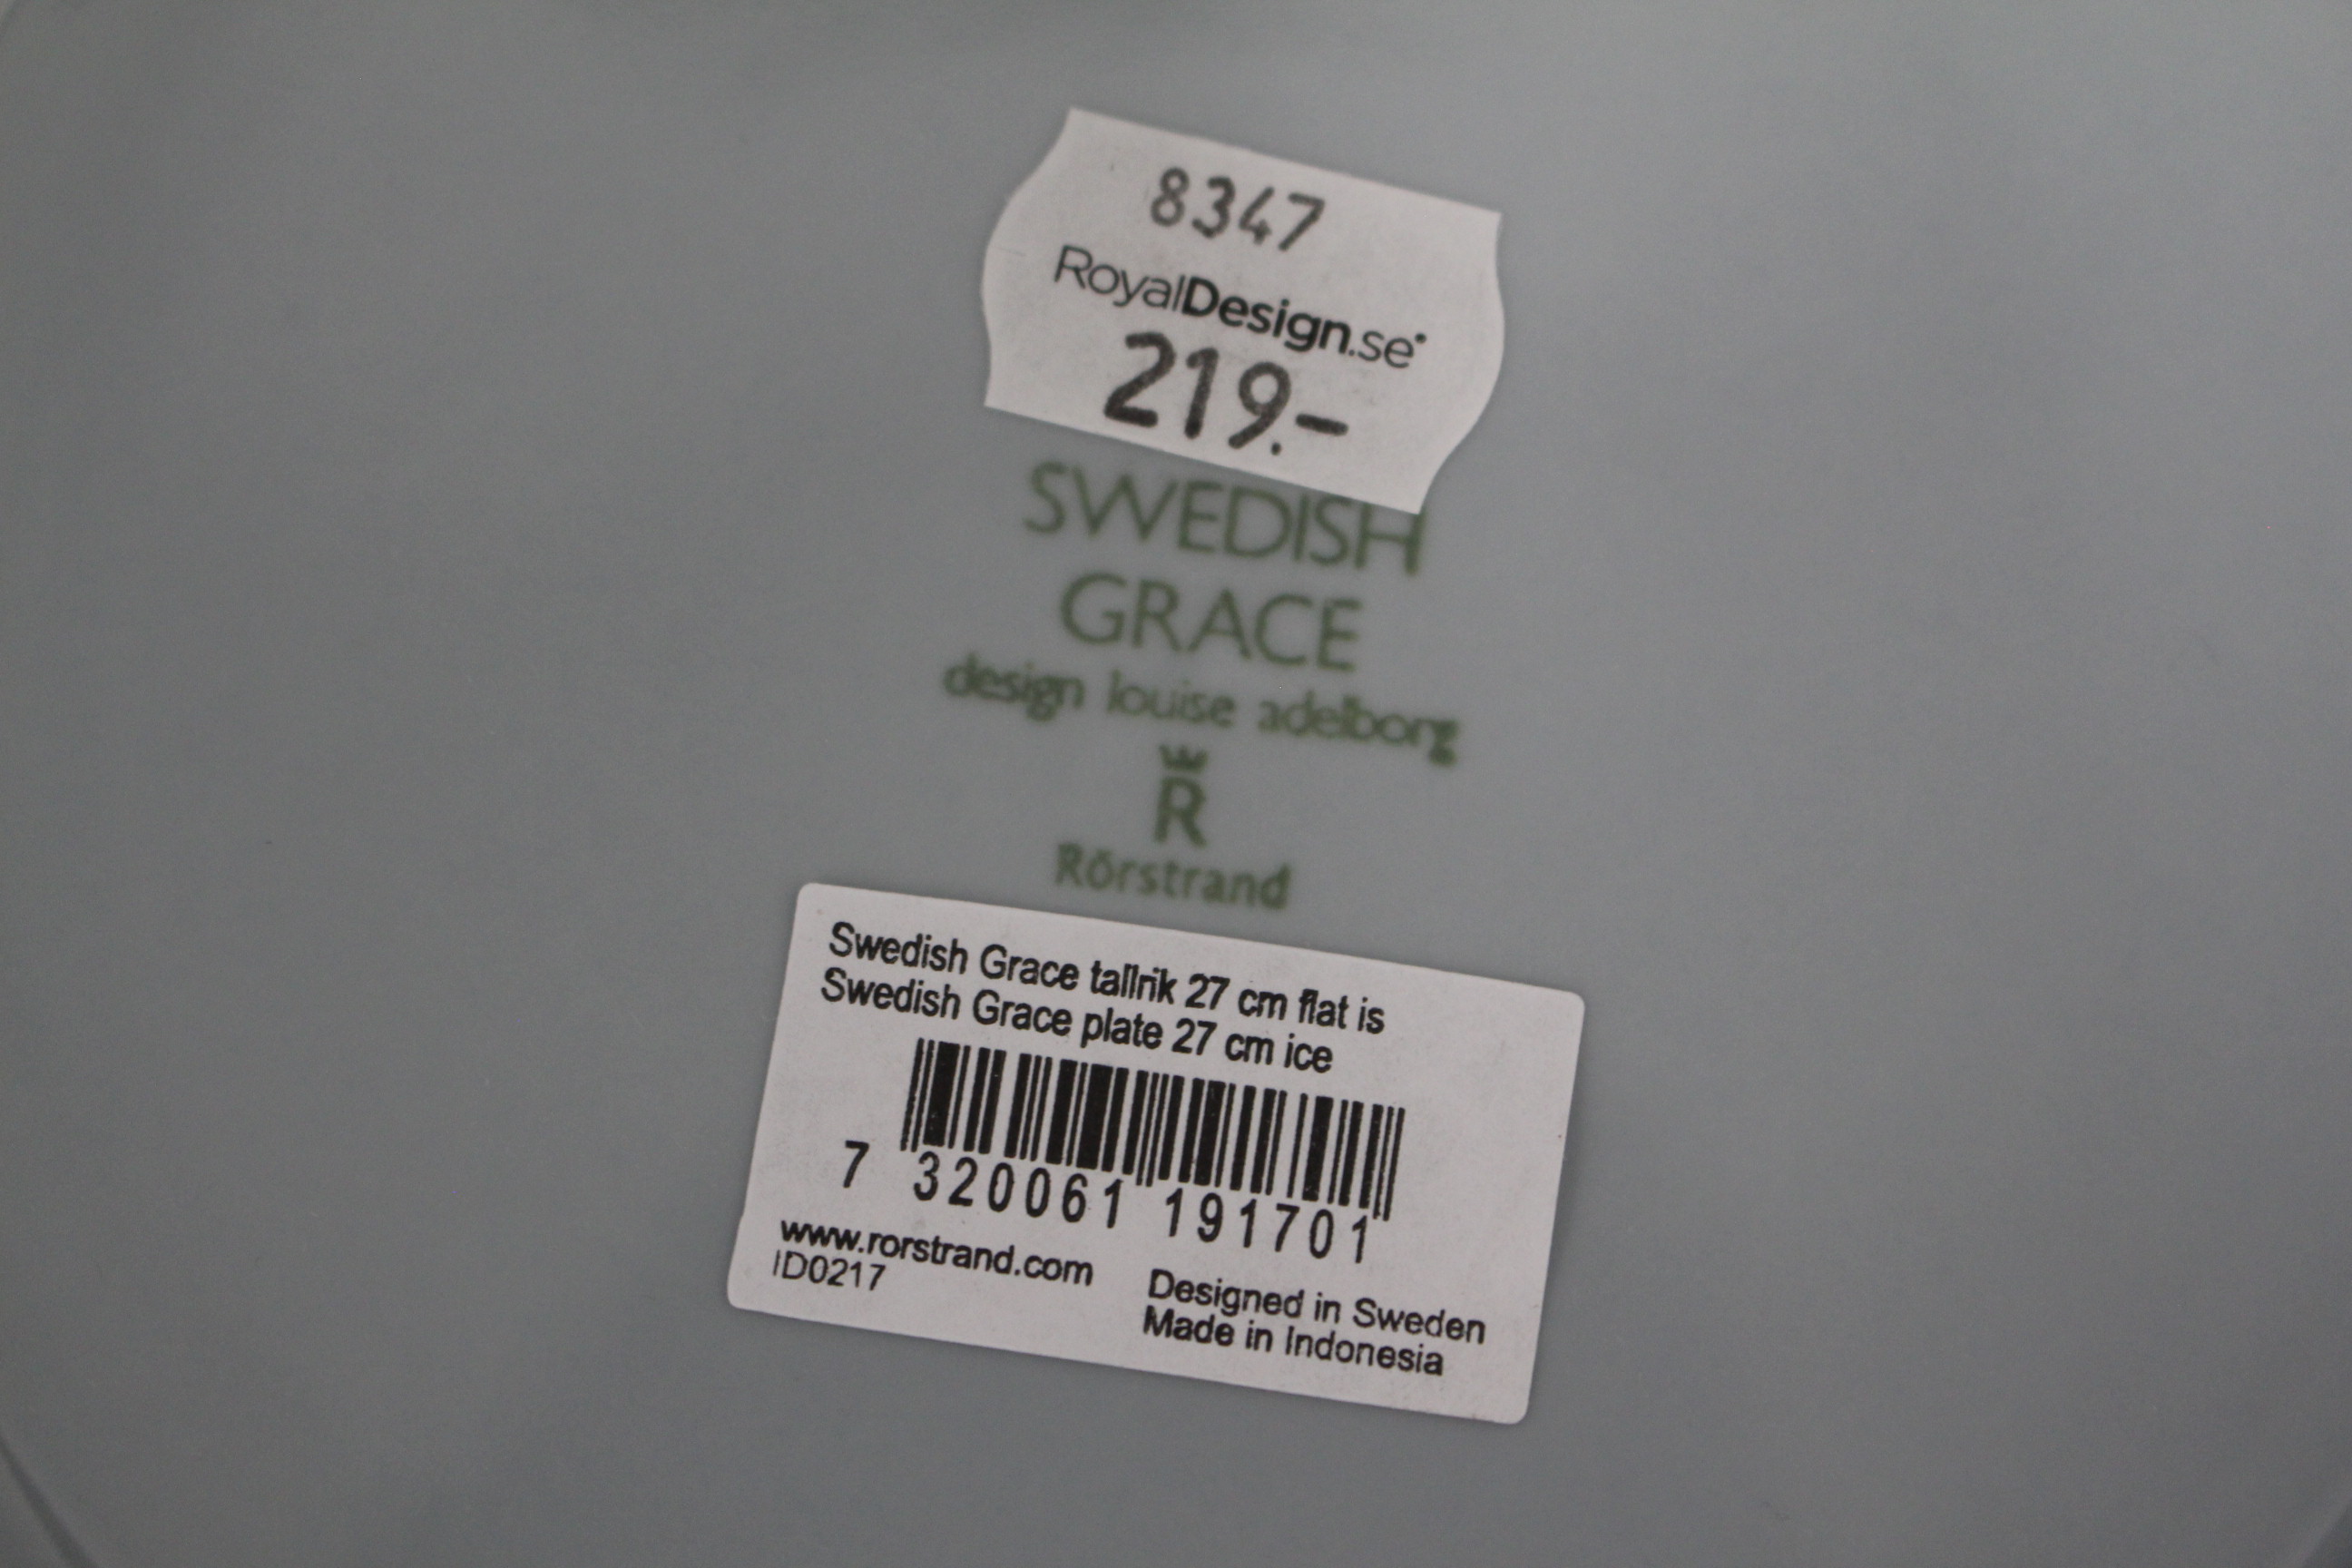 8347
RoyalDesign.se®
219.-
SWEDISH
GRACE
design louise adelborg
R
Rörstrand
Swedish Grace tallrik 27 cm flat is
Swedish Grace plate 27 cm ice
7 320061 191701
www.rorstrand.com
ID0217
Designed in Sweden
Made in Indonesia